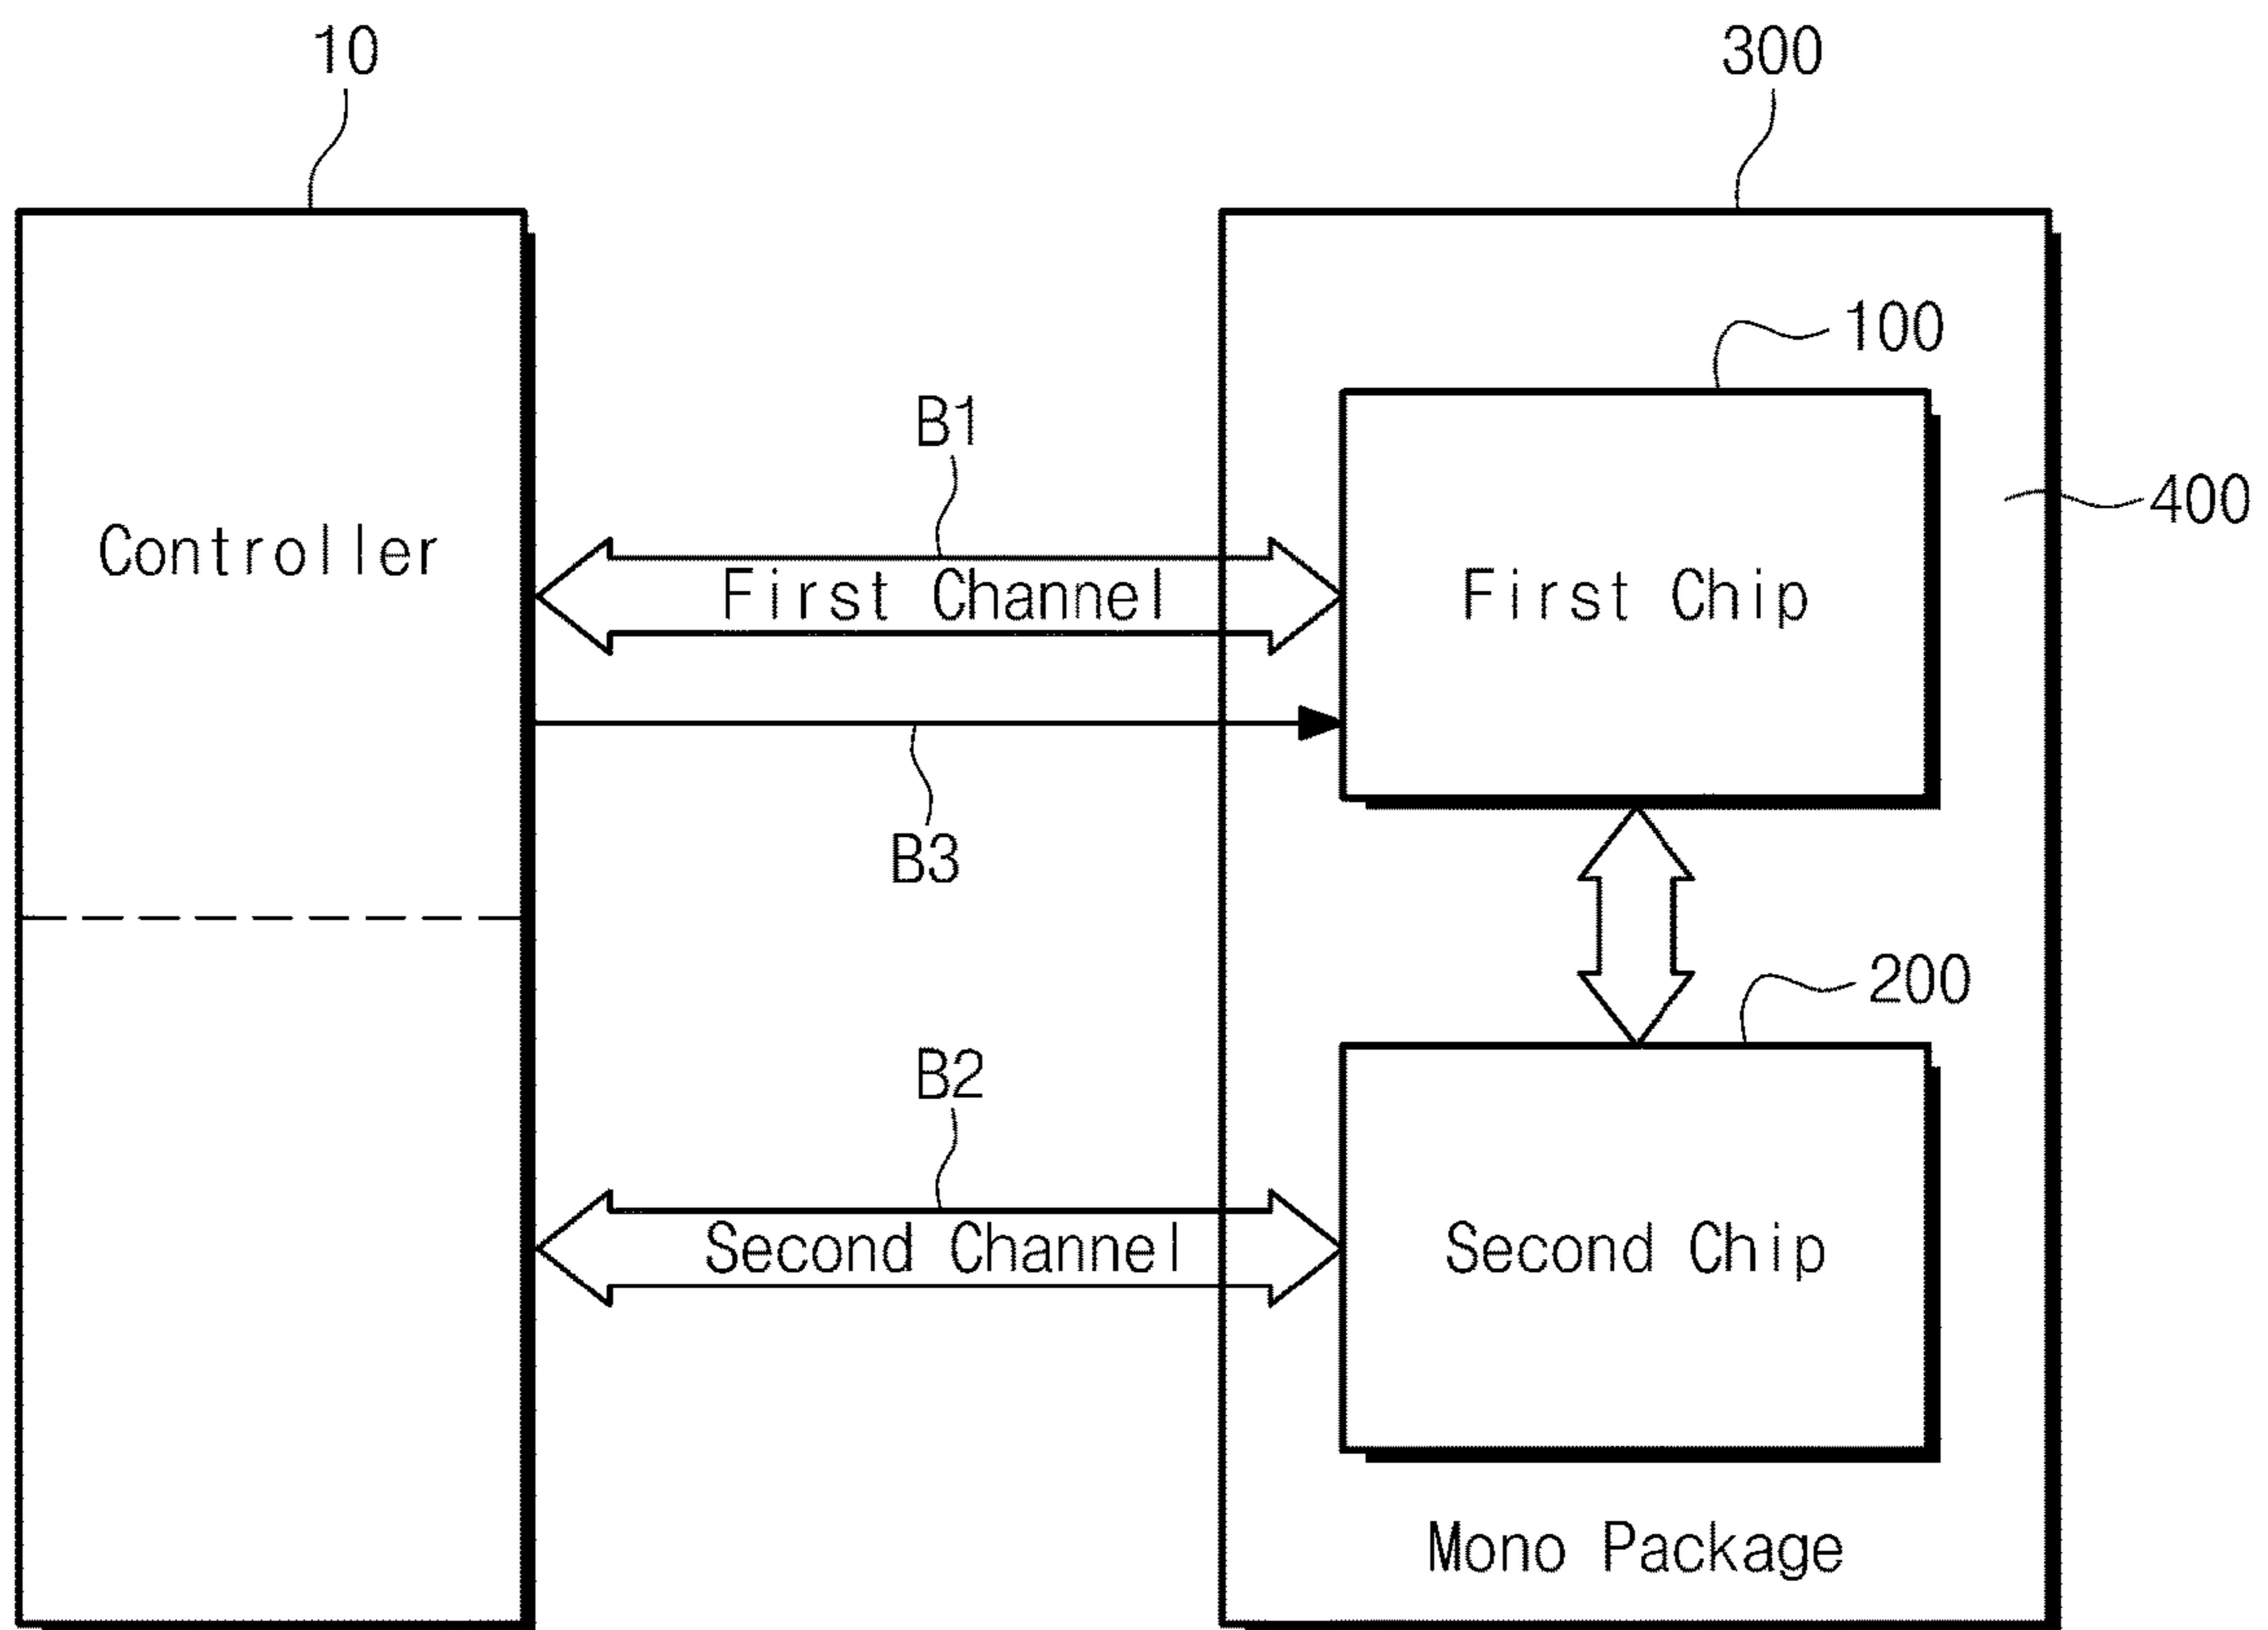 10
300
100
B1
400
Controller
First Channel
First Chip
B3
200
B2
Second Channel
Second Chip
Mono Package